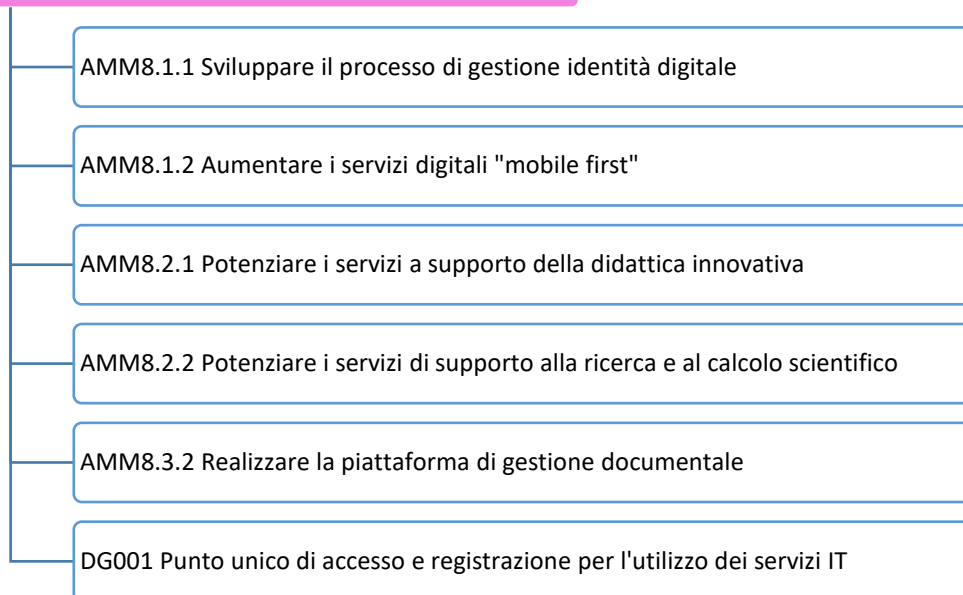 AMM8.1.1 Sviluppare il processo di gestione identità digitale
AMM8.1.2 Aumentare i servizi digitali "mobile first"
AMM8.2.1 Potenziare i servizi a supporto della didattica innovativa
AMM8.2.2 Potenziare i servizi di supporto alla ricerca e al calcolo scientifico
AMM8.3.2 Realizzare la piattaforma di gestione documentale
DG001 Punto unico di accesso e registrazione per l'utilizzo dei servizi IT